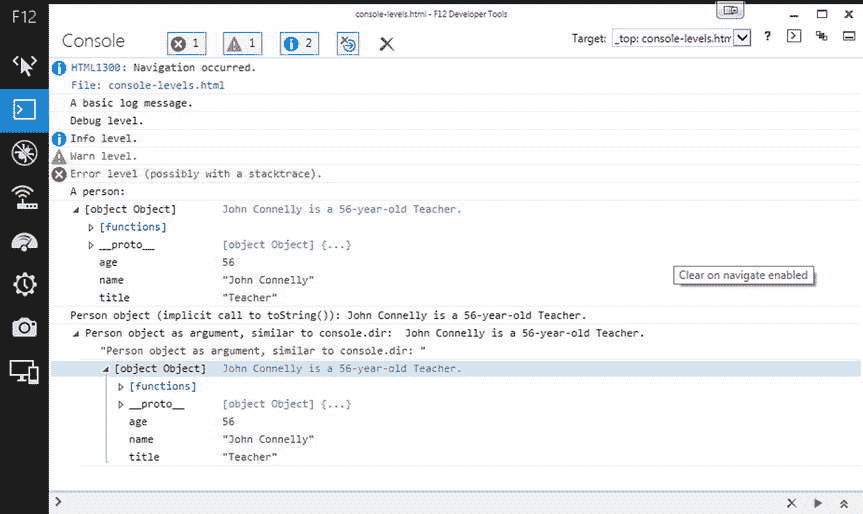 console-levels.html - F12 Developer Tools
F12
Console
1
1
2
Target: _top: console-levels.htm
?
HTML1300: Navigation occurred.
File: console-levels.html
A basic log message.
Debug level.
Info level.
Warn level.
Error level (possibly with a stacktrace).
A person:
[object Object] John Connelly is a 56-year-old Teacher.
[functions]
__proto__ [object Object] {...}
age 56
name "John Connelly"
title "Teacher"
Clear on navigate enabled
Person object (implicit call to toString()): John Connelly is a 56-year-old Teacher.
Person object as argument, similar to console.dir: John Connelly is a 56-year-old Teacher.
"Person object as argument, similar to console.dir: "
[object Object] John Connelly is a 56-year-old Teacher.
[functions]
__proto__ [object Object] {...}
age 56
name "John Connelly"
title "Teacher"